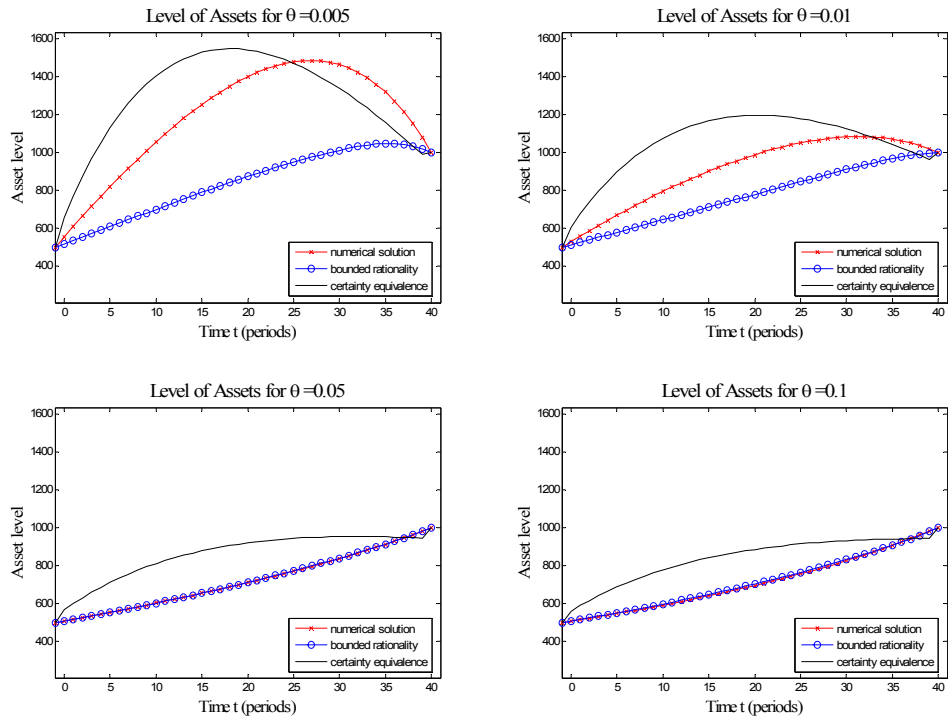 Level of Assets for θ =0.005
1600
1400
1200
1000
800
600
400
Asset level
0 5 10 15 20 25 30 35 40
Time t (periods)
numerical solution
bounded rationality
certainty equivalence
Level of Assets for θ =0.01
1600
1400
1200
1000
800
600
400
Asset level
0 5 10 15 20 25 30 35 40
Time t (periods)
numerical solution
bounded rationality
certainty equivalence
Level of Assets for θ =0.05
1600
1400
1200
1000
800
600
400
Asset level
0 5 10 15 20 25 30 35 40
Time t (periods)
numerical solution
bounded rationality
certainty equivalence
Level of Assets for θ =0.1
1600
1400
1200
1000
800
600
400
Asset level
0 5 10 15 20 25 30 35 40
Time t (periods)
numerical solution
bounded rationality
certainty equivalence